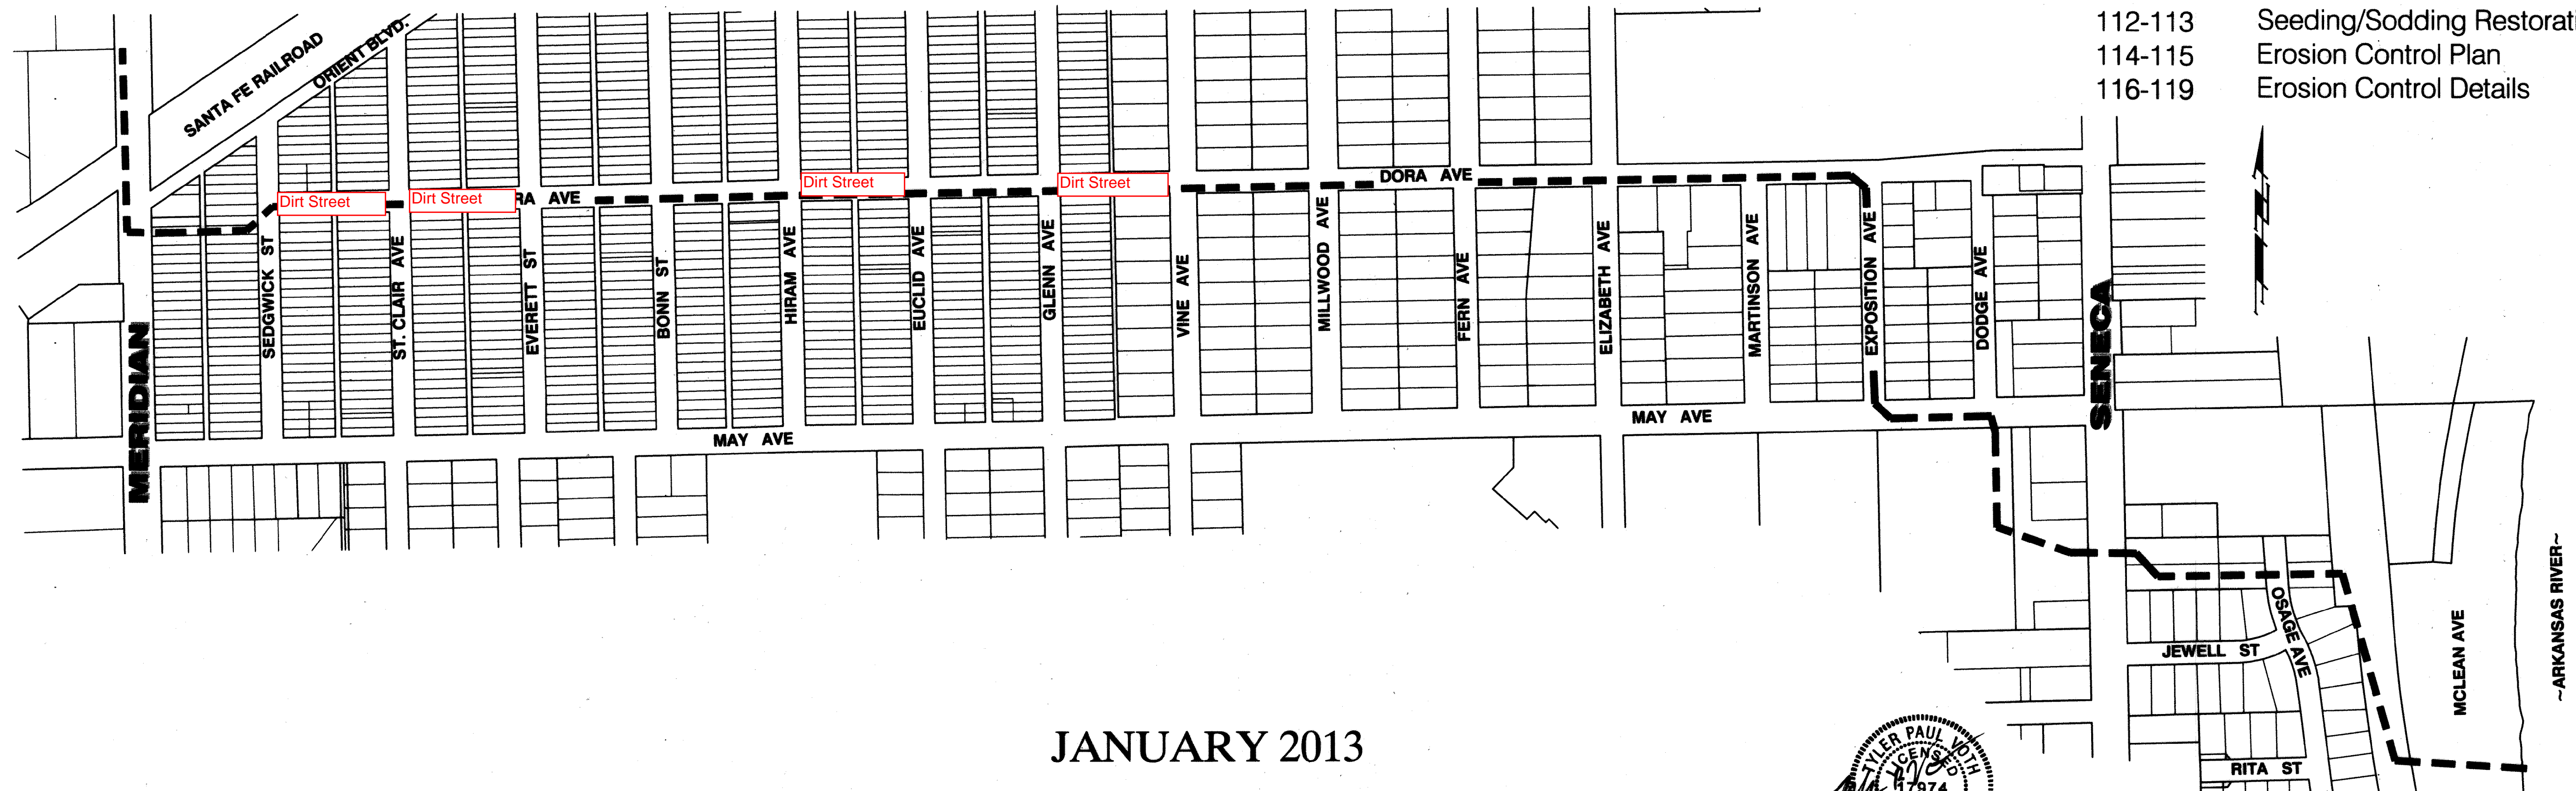 112-113 Seeding/Sodding Restorati
114-115 Erosion Control Plan
116-119 Erosion Control Details
SANTA FE RAILROAD
ORIENT BLVD.
Dirt Street
Dirt Street
RA AVE
Dirt Street
Dirt Street
DORA AVE
MERIDIAN
SEDGWICK ST
ST. CLAIR AVE
EVERETT ST
BONN ST
HIRAM AVE
EUCLID AVE
GLENN AVE
VINE AVE
MILLWOOD AVE
FERN AVE
ELIZABETH AVE
MARTINSON AVE
EXPOSITION AVE
DODGE AVE
SENECA
MAY AVE
MAY AVE
OSAGE AVE
JEWELL ST
MCLEAN AVE
~ARKANSAS RIVER~
RITA ST
JANUARY 2013
TYLER PAUL VOTH
LICENSED
17974